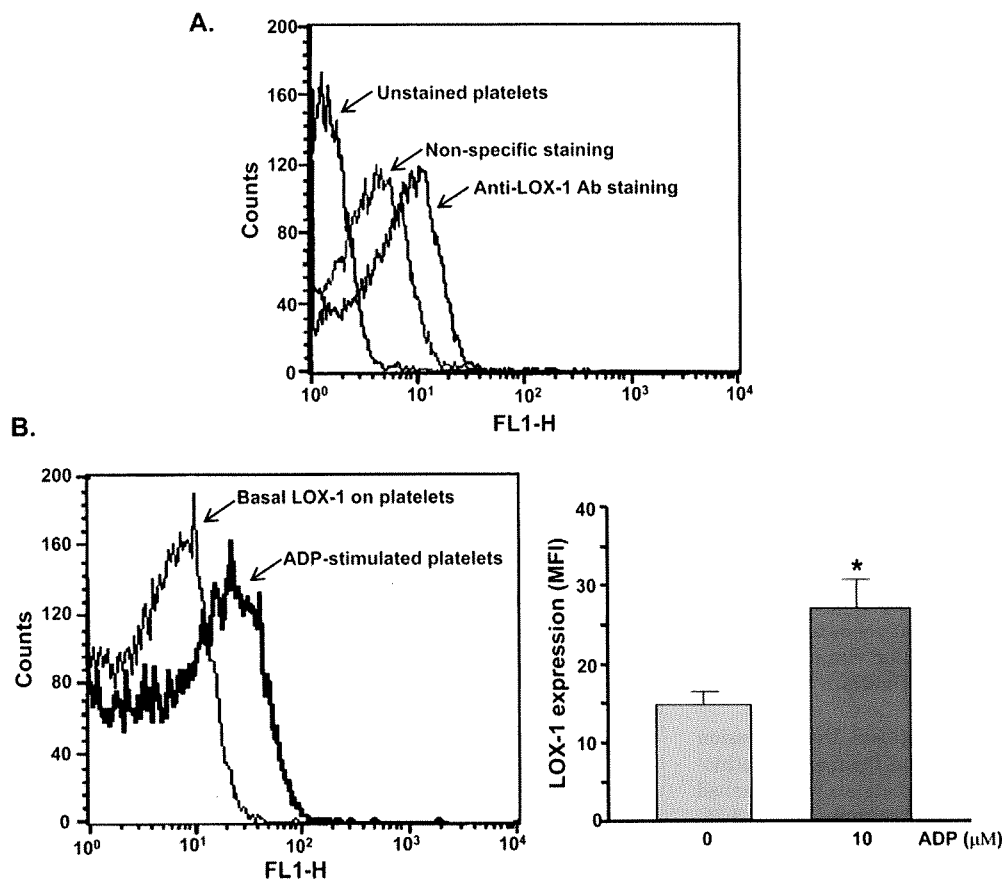 A.
200
160
120
80
40
0
Counts
Unstained platelets
Non-specific staining
Anti-LOX-1 Ab staining
10⁰ 10¹ 10² 10³ 10⁴
FL1-H
B.
200
160
120
80
40
0
Counts
Basal LOX-1 on platelets
ADP-stimulated platelets
10⁰ 10¹ 10² 10³ 10⁴
FL1-H
40
30
20
10
0
LOX-1 expression (MFI)
*
0 10 ADP (μM)